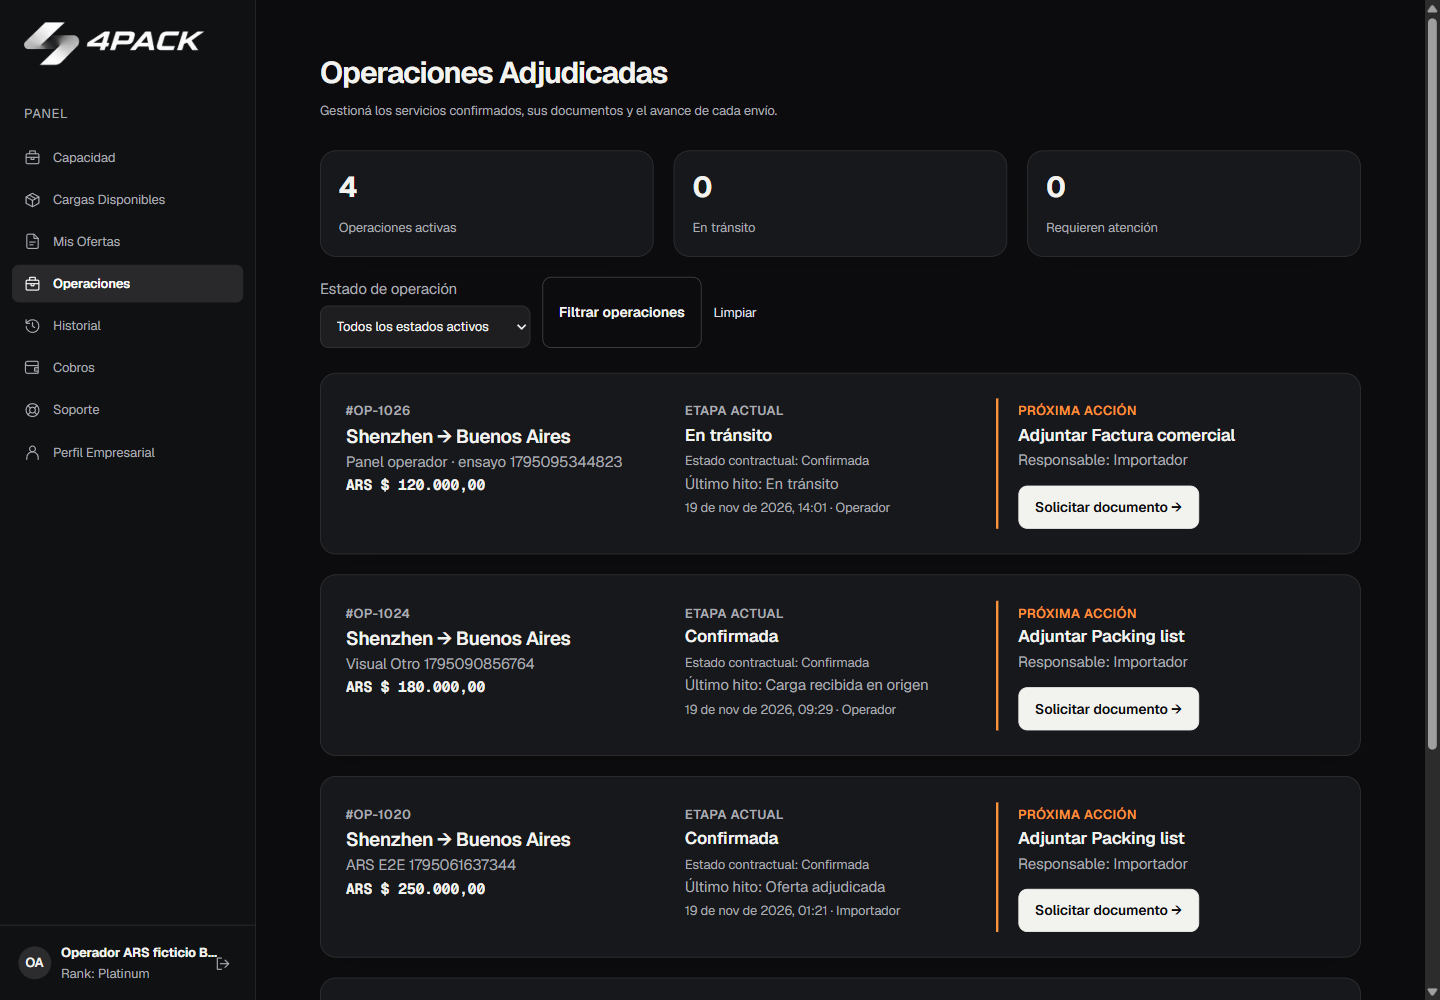 4PACK
PANEL
Capacidad
Cargas Disponibles
Mis Ofertas
Operaciones
Historial
Cobros
Soporte
Perfil Empresarial
OA
Operador ARS ficticio B...
Rank: Platinum
Operaciones Adjudicadas
Gestioná los servicios confirmados, sus documentos y el avance de cada envío.
4
Operaciones activas
0
En tránsito
0
Requieren atención
Estado de operación
Todos los estados activos
Filtrar operaciones
Limpiar
#OP-1026
Shenzhen → Buenos Aires
Panel operador · ensayo 1795095344823
ARS $ 120.000,00
ETAPA ACTUAL
En tránsito
Estado contractual: Confirmada
Último hito: En tránsito
19 de nov de 2026, 14:01 · Operador
PRÓXIMA ACCIÓN
Adjuntar Factura comercial
Responsable: Importador
Solicitar documento →
#OP-1024
Shenzhen → Buenos Aires
Visual Otro 1795090856764
ARS $ 180.000,00
ETAPA ACTUAL
Confirmada
Estado contractual: Confirmada
Último hito: Carga recibida en origen
19 de nov de 2026, 09:29 · Operador
PRÓXIMA ACCIÓN
Adjuntar Packing list
Responsable: Importador
Solicitar documento →
#OP-1020
Shenzhen → Buenos Aires
ARS E2E 1795061637344
ARS $ 250.000,00
ETAPA ACTUAL
Confirmada
Estado contractual: Confirmada
Último hito: Oferta adjudicada
19 de nov de 2026, 01:21 · Importador
PRÓXIMA ACCIÓN
Adjuntar Packing list
Responsable: Importador
Solicitar documento →